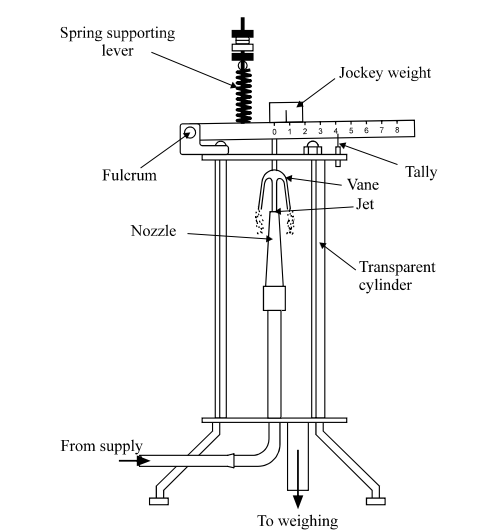 Spring supporting
lever
Jockey weight
0 1 2 3 4 5 6 7 8
Fulcrum
Tally
Vane
Jet
Nozzle
Transparent
cylinder
From supply
To weighing